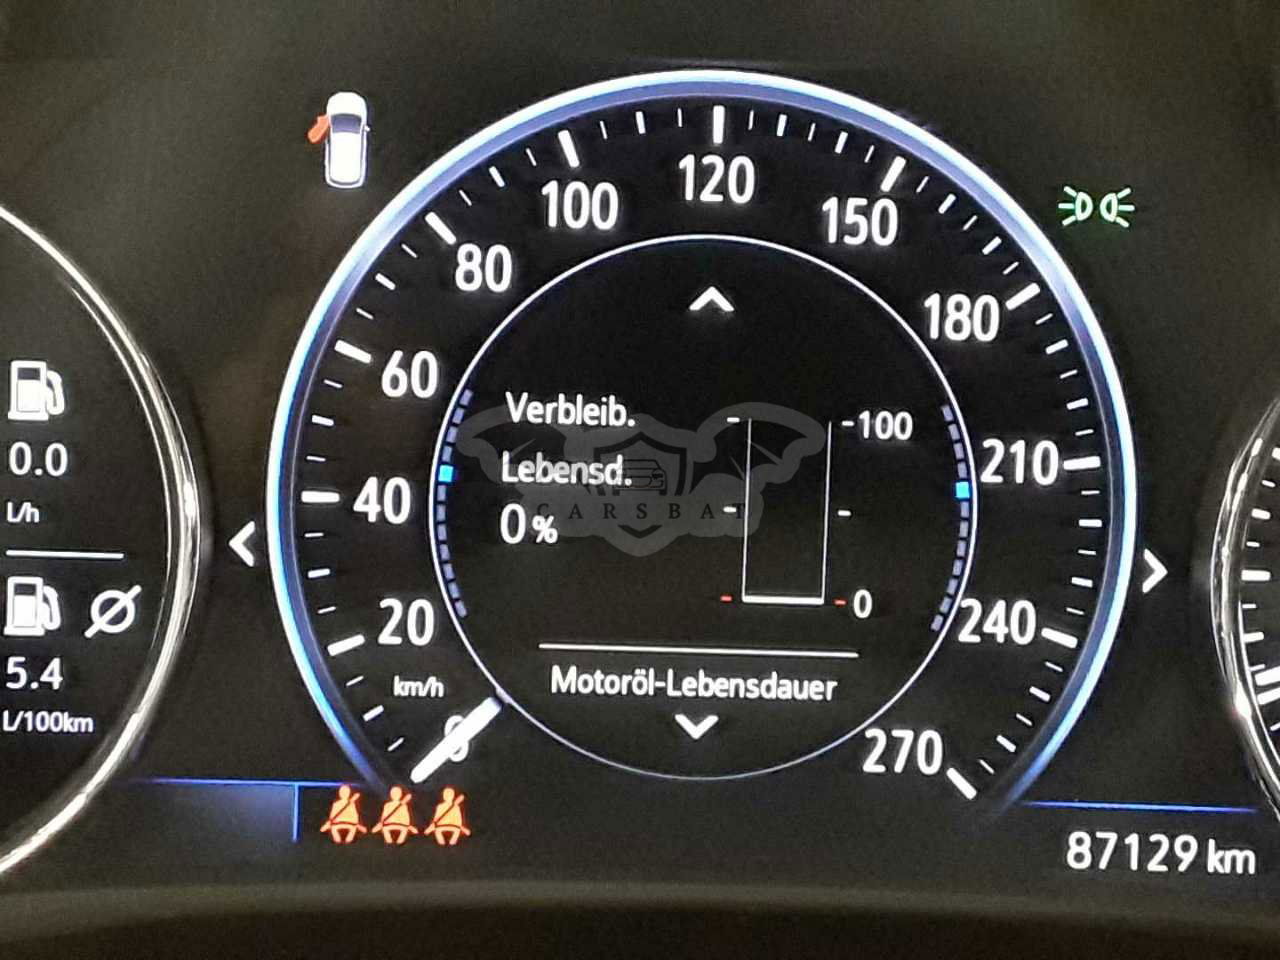 120
100
150
80
180
60
210
40
240
20
km/h
0
270
Verbleib.
Lebensd.
0 %
-100
-0
Motoröl-Lebensdauer
0.0
L/h
5.4
L/100km
87129 km
CARSBAT